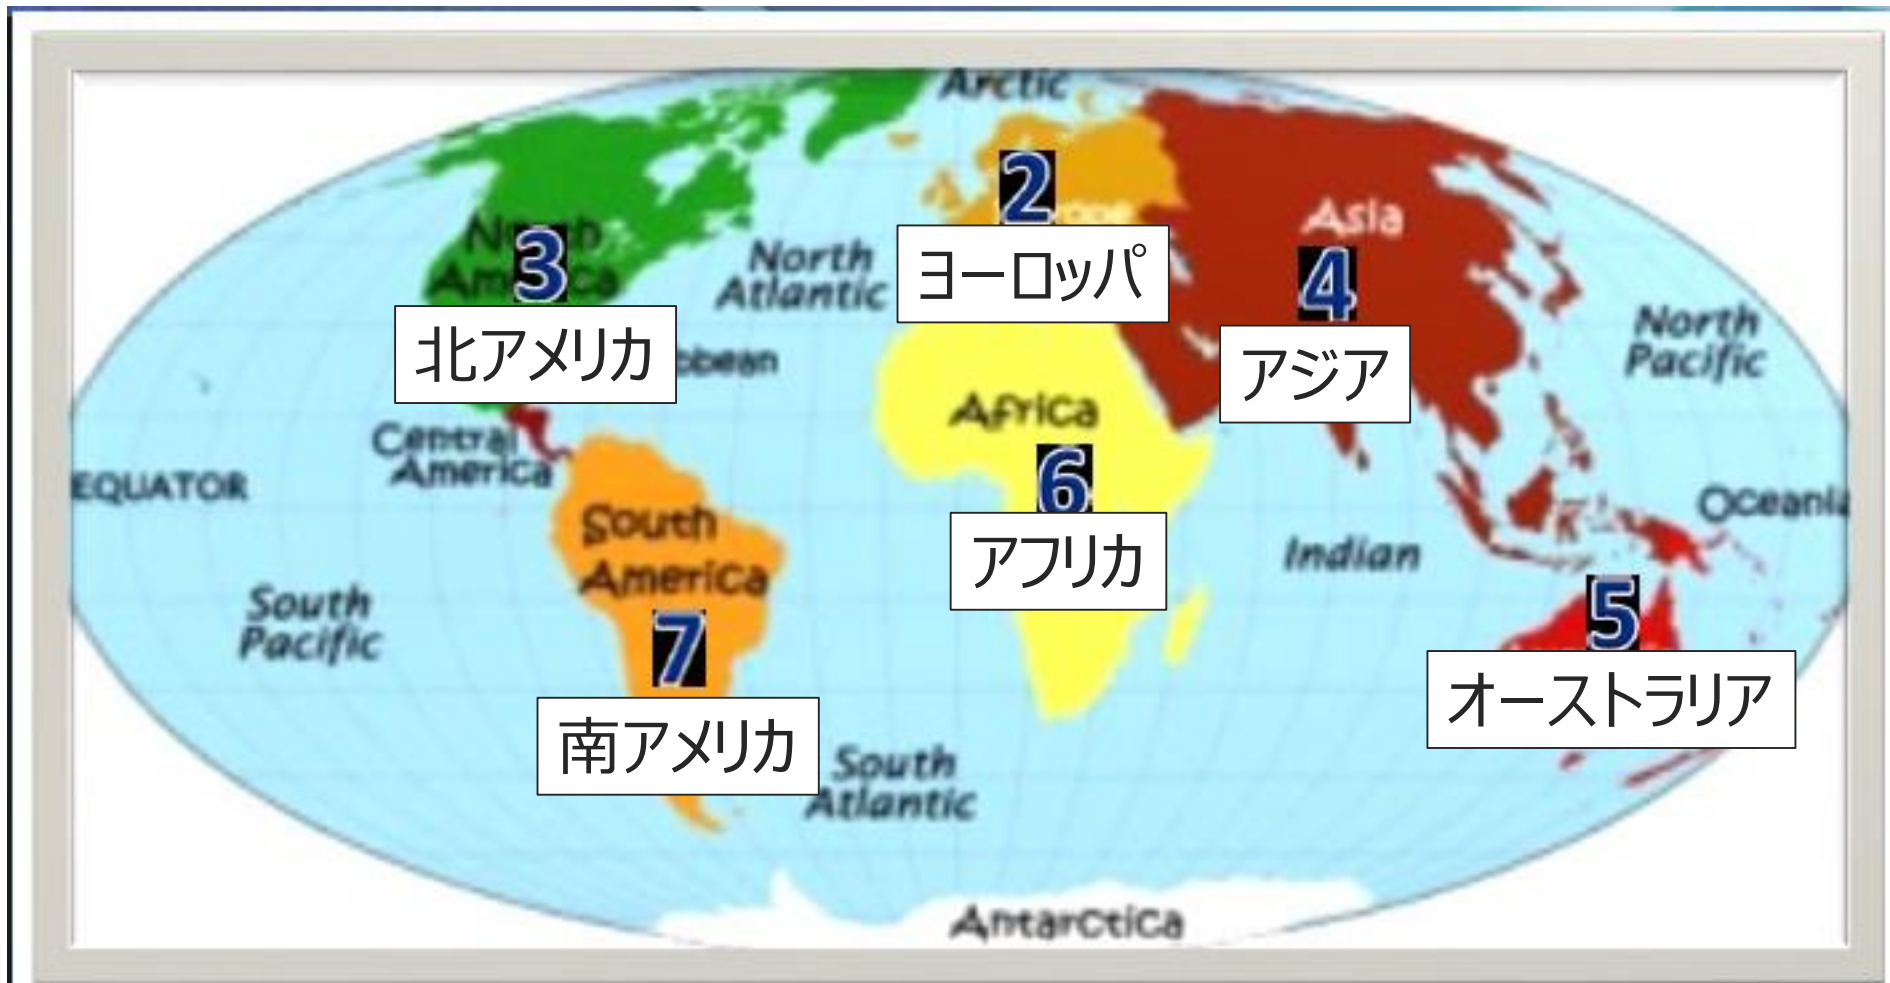 Arctic
2
ヨーロッパ
Asia
4
アジア
3
北アメリカ
North
Atlantic
North
Pacific
Africa
6
アフリカ
Central
America
EQUATOR
South
America
7
南アメリカ
South
Pacific
Indian
Oceania
5
オーストラリア
South
Atlantic
Antarctica